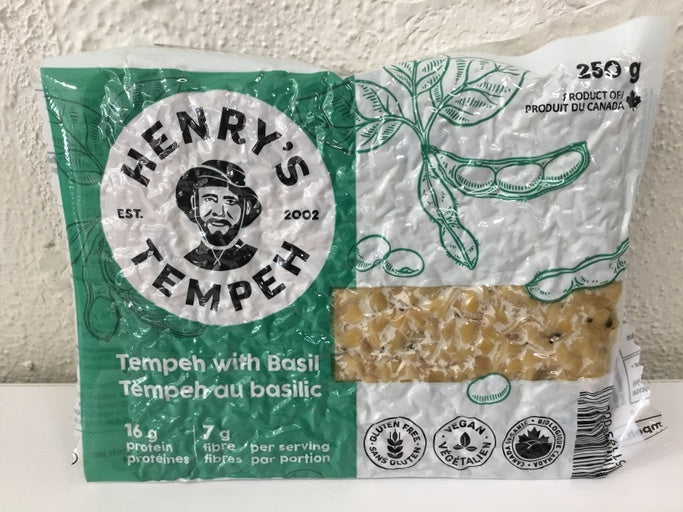 250 g
PRODUCT OF/
PRODUIT DU CANADA
HENRY'S
EST. 2002
TEMPEH
Tempeh with Basil
Tempeh au basilic
16 g
protein
protéines
7 g
fibre
fibres
per serving
par portion
GLUTEN FREE
SANS GLUTEN
VEGAN
VÉGÉTALIEN
CANADA ORGANIC • BIOLOGIQUE CANADA